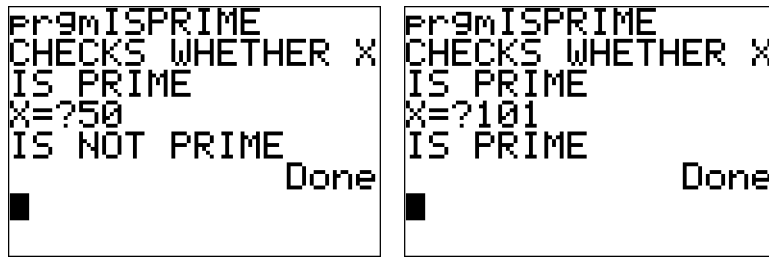 prgmISPRIME
CHECKS WHETHER X
IS PRIME
X=?50
IS NOT PRIME
Done
prgmISPRIME
CHECKS WHETHER X
IS PRIME
X=?101
IS PRIME
Done